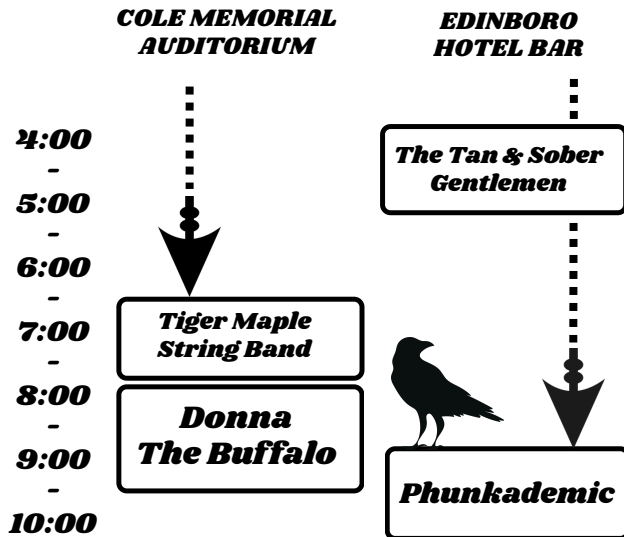 COLE MEMORIAL
AUDITORIUM
EDINBORO
HOTEL BAR
4:00
-
5:00
-
6:00
-
7:00
-
8:00
-
9:00
-
10:00
The Tan & Sober
Gentlemen
Tiger Maple
String Band
Donna
The Buffalo
Phunkademic